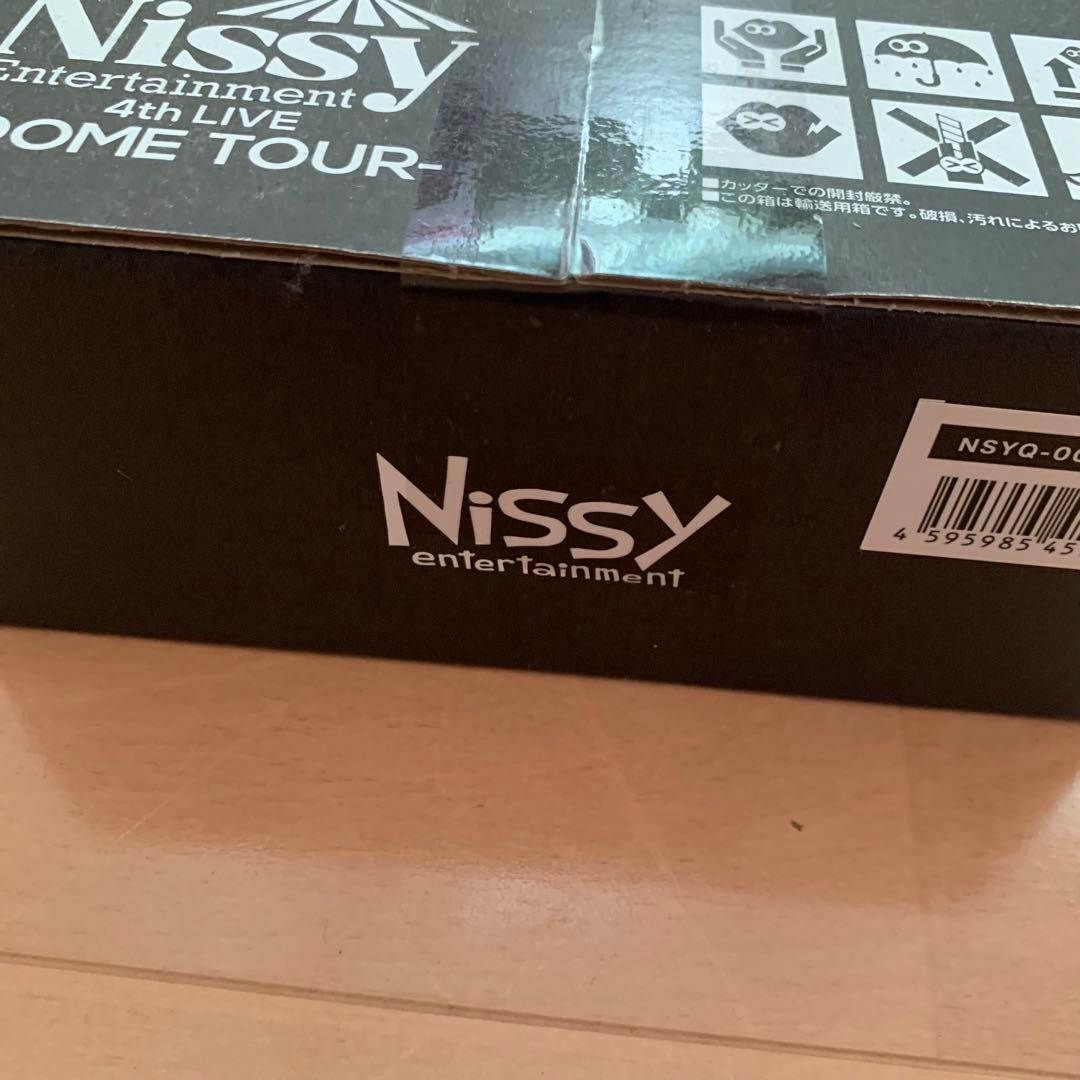 Nissy
Entertainment
4th LIVE
DOME TOUR-
■カッターでの開封厳禁。
■この箱は輸送用箱です。破損、汚れによるお
Nissy
entertainment
NSYQ-00
4 595985 45